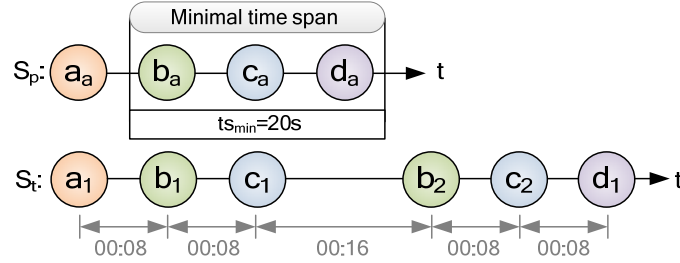 Minimal time span
Sp: aa ba ca da t
tsmin=20s
St: a1 b1 c1 b2 c2 d1 t
00:08 00:08 00:16 00:08 00:08